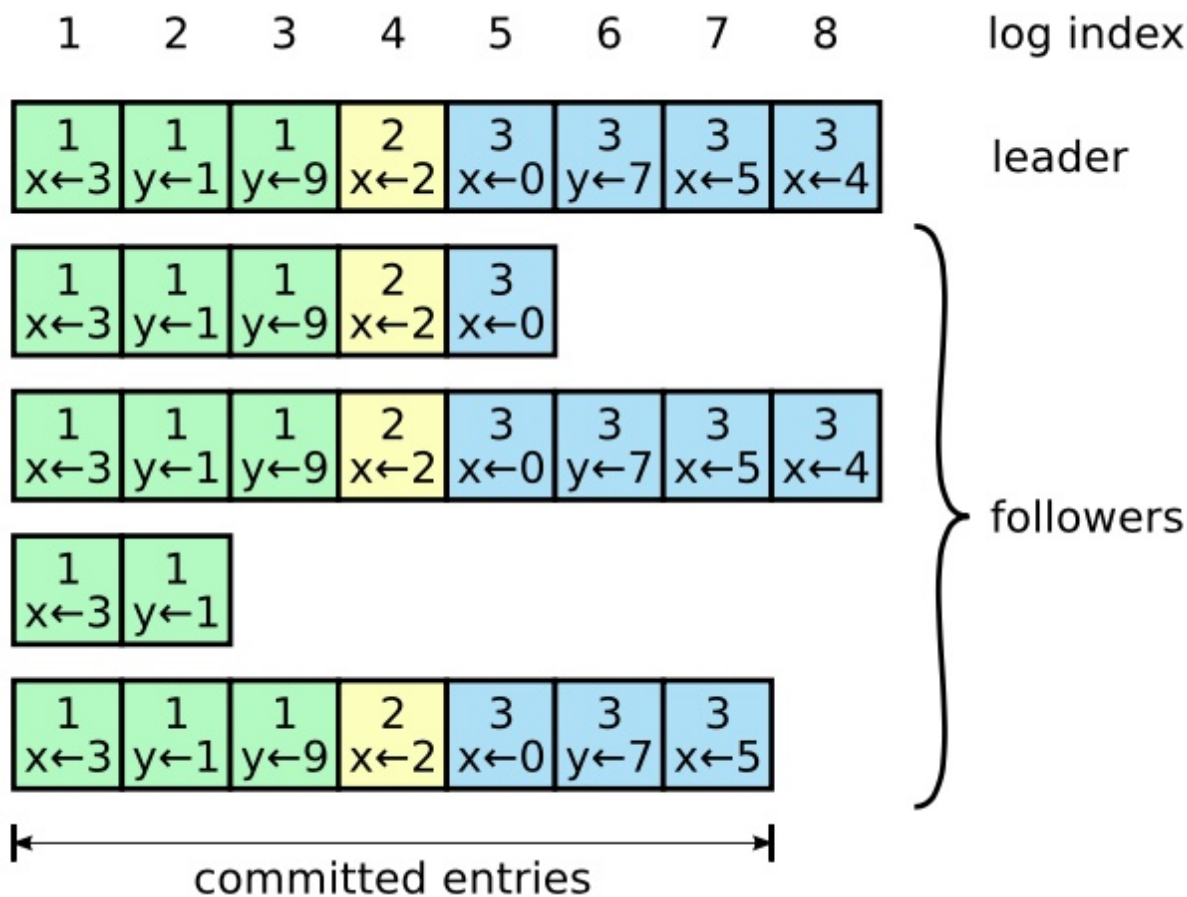 1 2 3 4 5 6 7 8 log index
1 1 1 2 3 3 3 3
x←3 y←1 y←9 x←2 x←0 y←7 x←5 x←4
leader
1 1 1 2 3
x←3 y←1 y←9 x←2 x←0
1 1 1 2 3 3 3 3
x←3 y←1 y←9 x←2 x←0 y←7 x←5 x←4
followers
1 1
x←3 y←1
1 1 1 2 3 3 3
x←3 y←1 y←9 x←2 x←0 y←7 x←5
committed entries